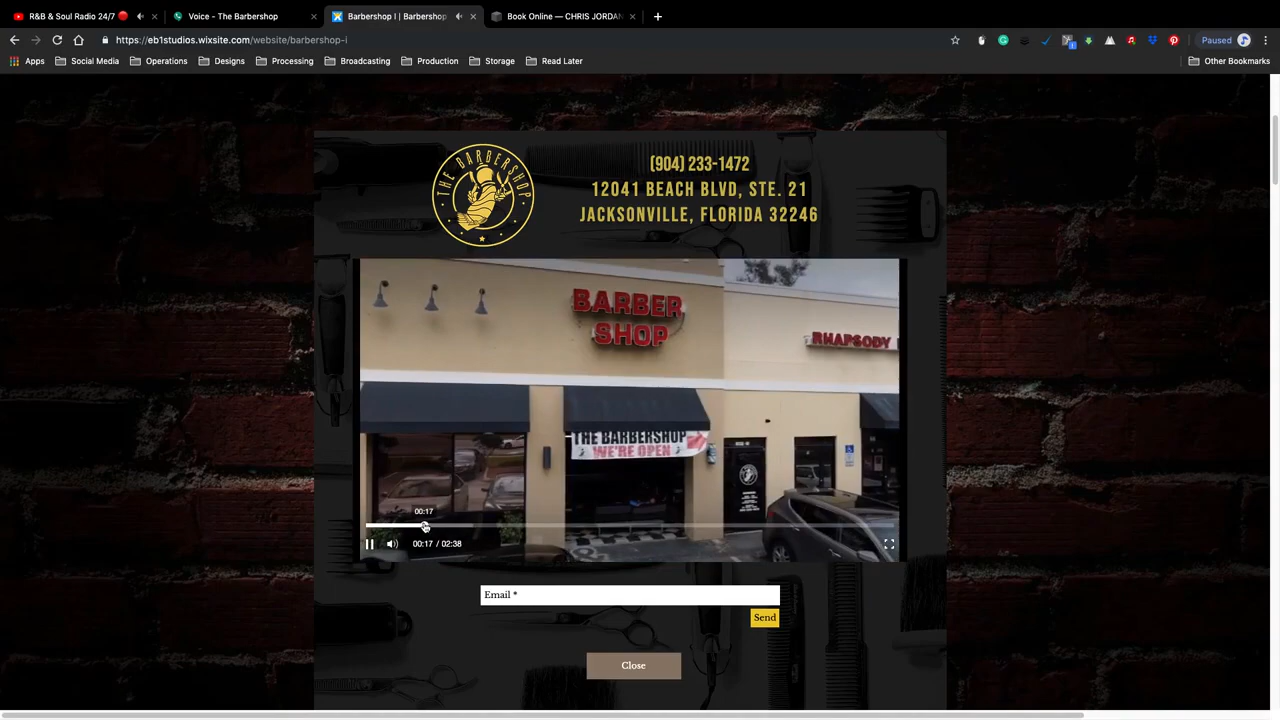 R&B & Soul Radio 24/7
Voice - The Barbershop
Barbershop I | Barbershop
Book Online — CHRIS JORDAN
https://eb1studios.wixsite.com/website/barbershop-i
Paused
Apps
Social Media
Operations
Designs
Processing
Broadcasting
Production
Storage
Read Later
Other Bookmarks
THE BARBERSHOP
(904) 233-1472
12041 BEACH BLVD, STE. 21
JACKSONVILLE, FLORIDA 32246
BARBER
SHOP
RHAPSODY
THE BARBERSHOP
WE'RE OPEN
00:17
00:17 / 02:38
Email *
Send
Close